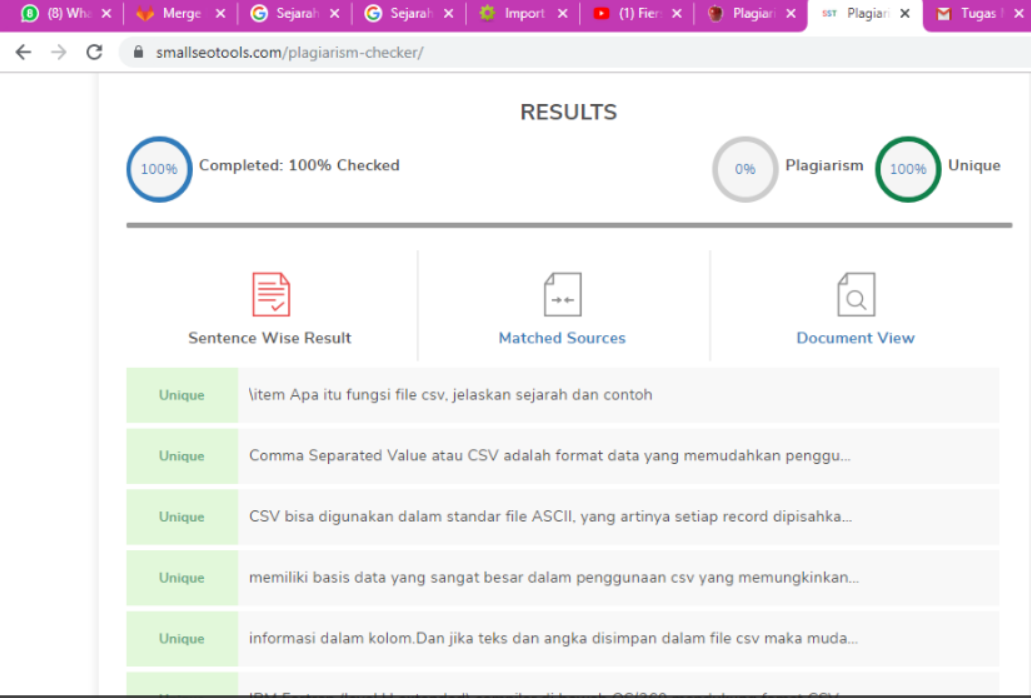 (8) Wh
Merge
Sejarah
Sejarah
Import
(1) Fier
Plagiari
SST Plagiari
Tugas
smallseotools.com/plagiarism-checker/
RESULTS
100%
Completed: 100% Checked
0%
Plagiarism
100%
Unique
Sentence Wise Result
Matched Sources
Document View
Unique \item Apa itu fungsi file csv, jelaskan sejarah dan contoh
Unique Comma Separated Value atau CSV adalah format data yang memudahkan penggu...
Unique CSV bisa digunakan dalam standar file ASCII, yang artinya setiap record dipisahka...
Unique memiliki basis data yang sangat besar dalam penggunaan csv yang memungkinkan...
Unique informasi dalam kolom.Dan jika teks dan angka disimpan dalam file csv maka muda...